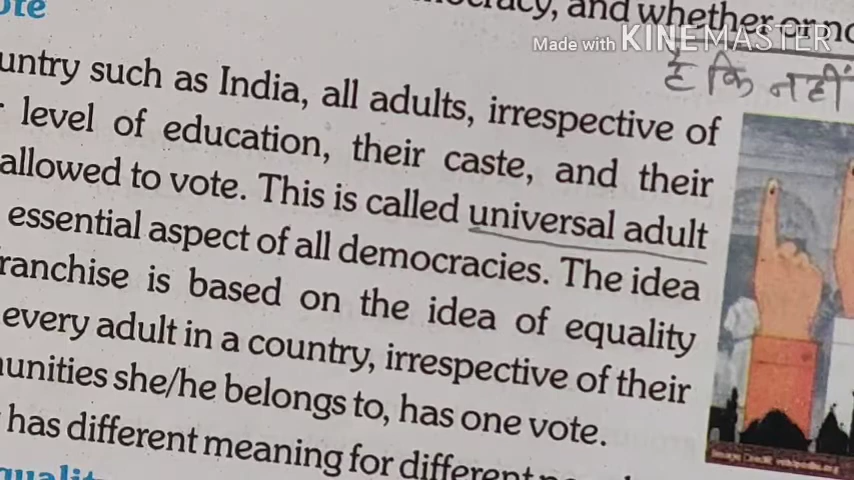 ocracy, and whether or no
Made with KINEMASTER
है कि नहीं
untry such as India, all adults, irrespective of
level of education, their caste, and their
allowed to vote. This is called universal adult
essential aspect of all democracies. The idea
ranchise is based on the idea of equality
every adult in a country, irrespective of their
unities she/he belongs to, has one vote.
has different meaning for different
quality